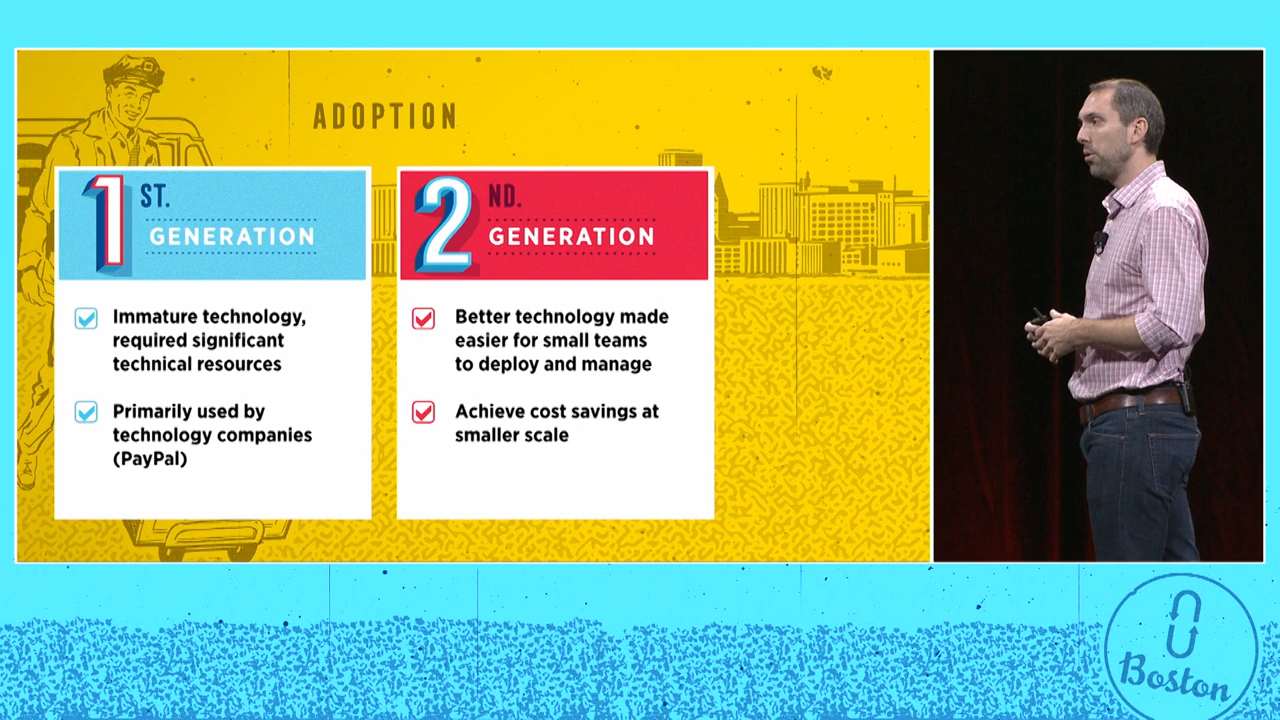 ADOPTION
1 ST.
GENERATION
Immature technology,
required significant
technical resources
Primarily used by
technology companies
(PayPal)
2 ND.
GENERATION
Better technology made
easier for small teams
to deploy and manage
Achieve cost savings at
smaller scale
Boston